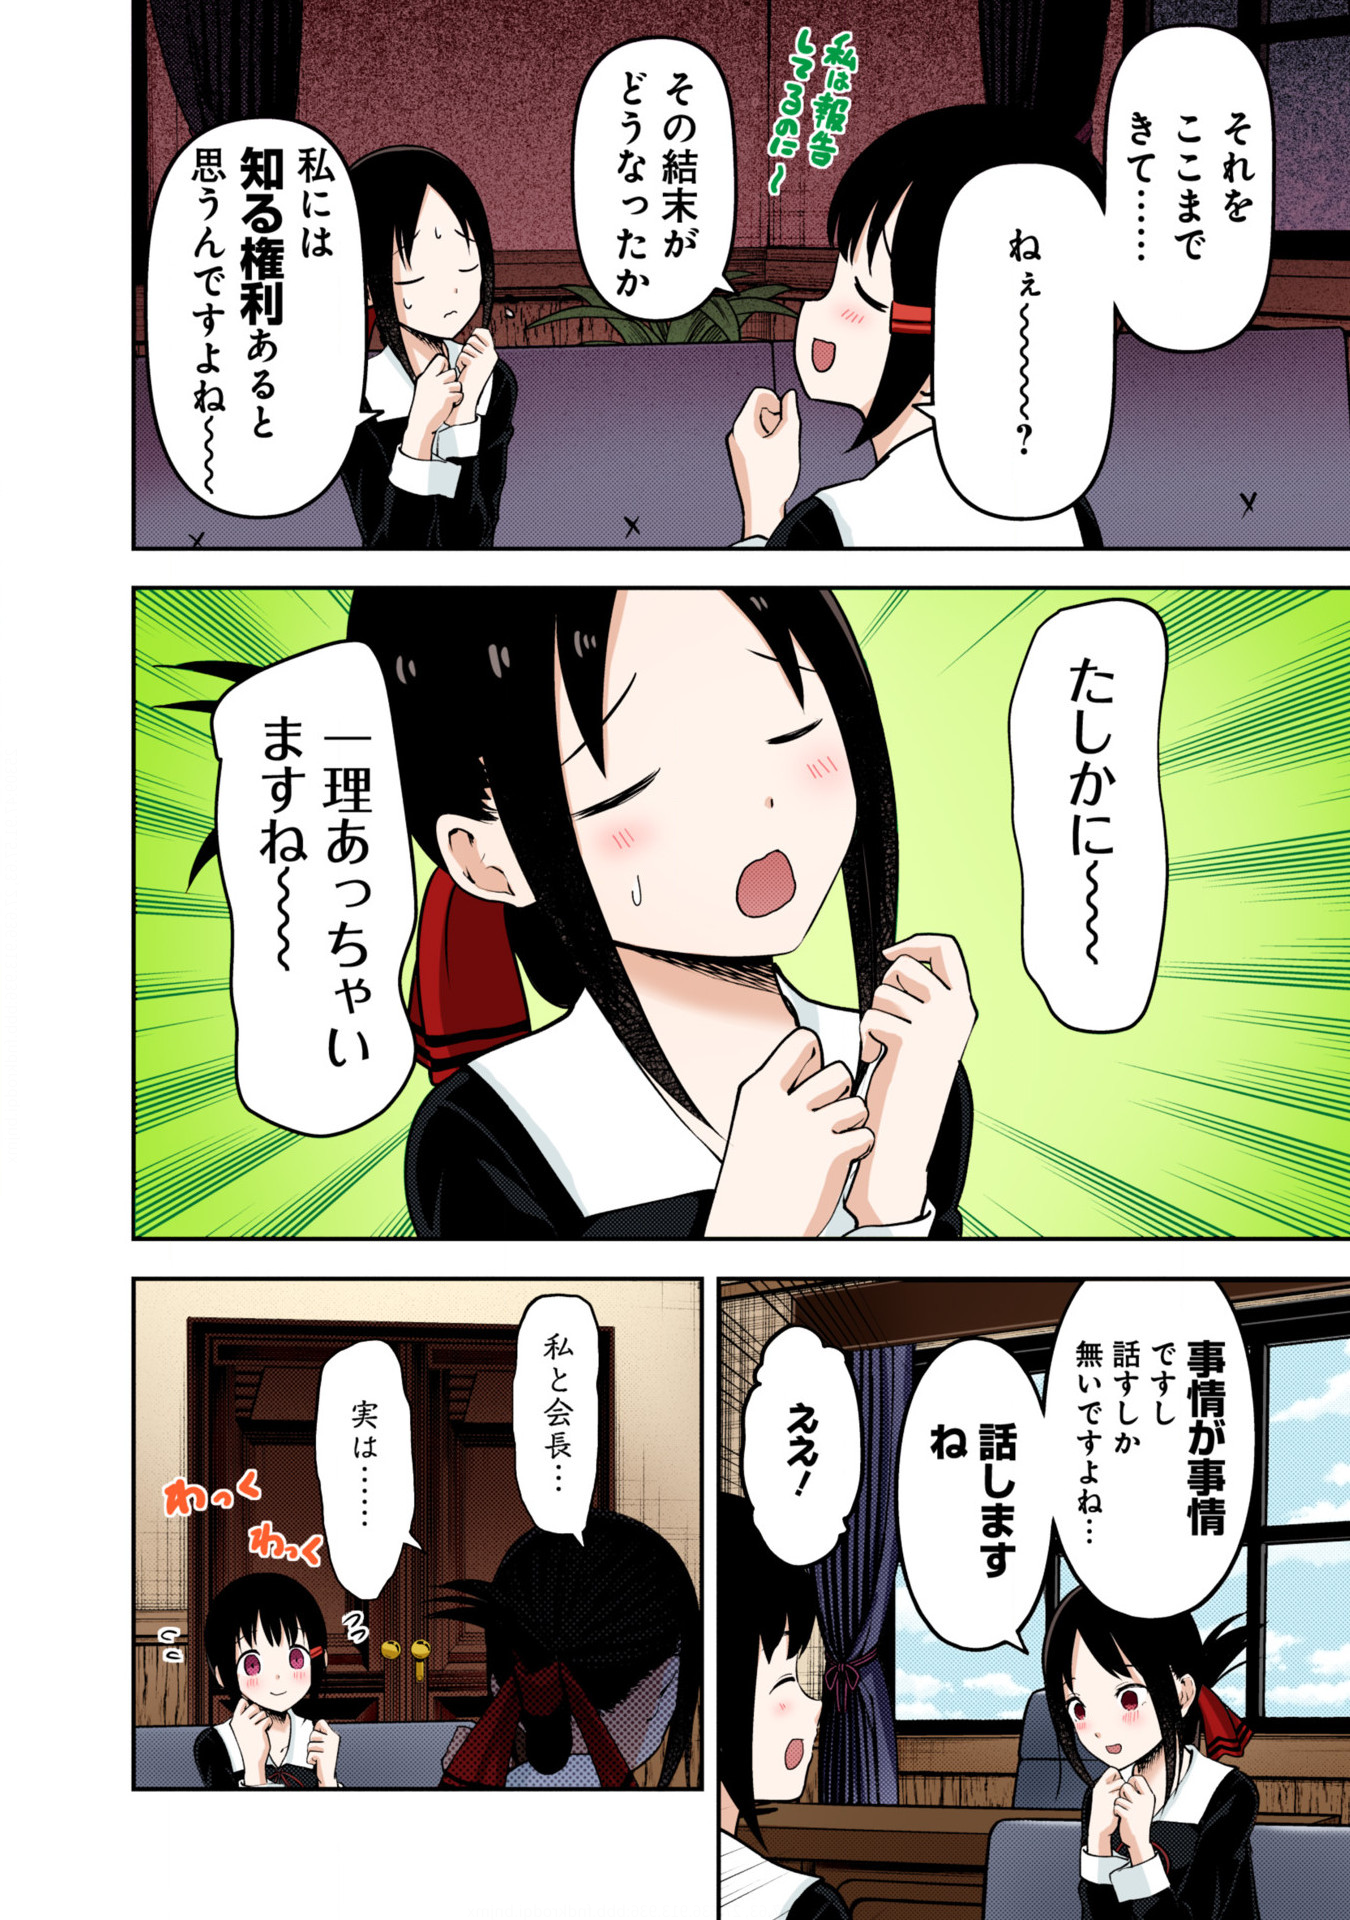 それを
ここまで
きて……
ねぇ〜〜〜〜?
私は報告
してるのに〜
その結末が
どうなったか
私には
知る権利あると
思うんですよね〜〜〜
たしかに〜〜〜
一理あっちゃい
ますね〜〜〜
事情が事情
ですし
話すしか
無いですよね…
話します
ね
ええ!
私と会長…
実は……
わっく
わっく